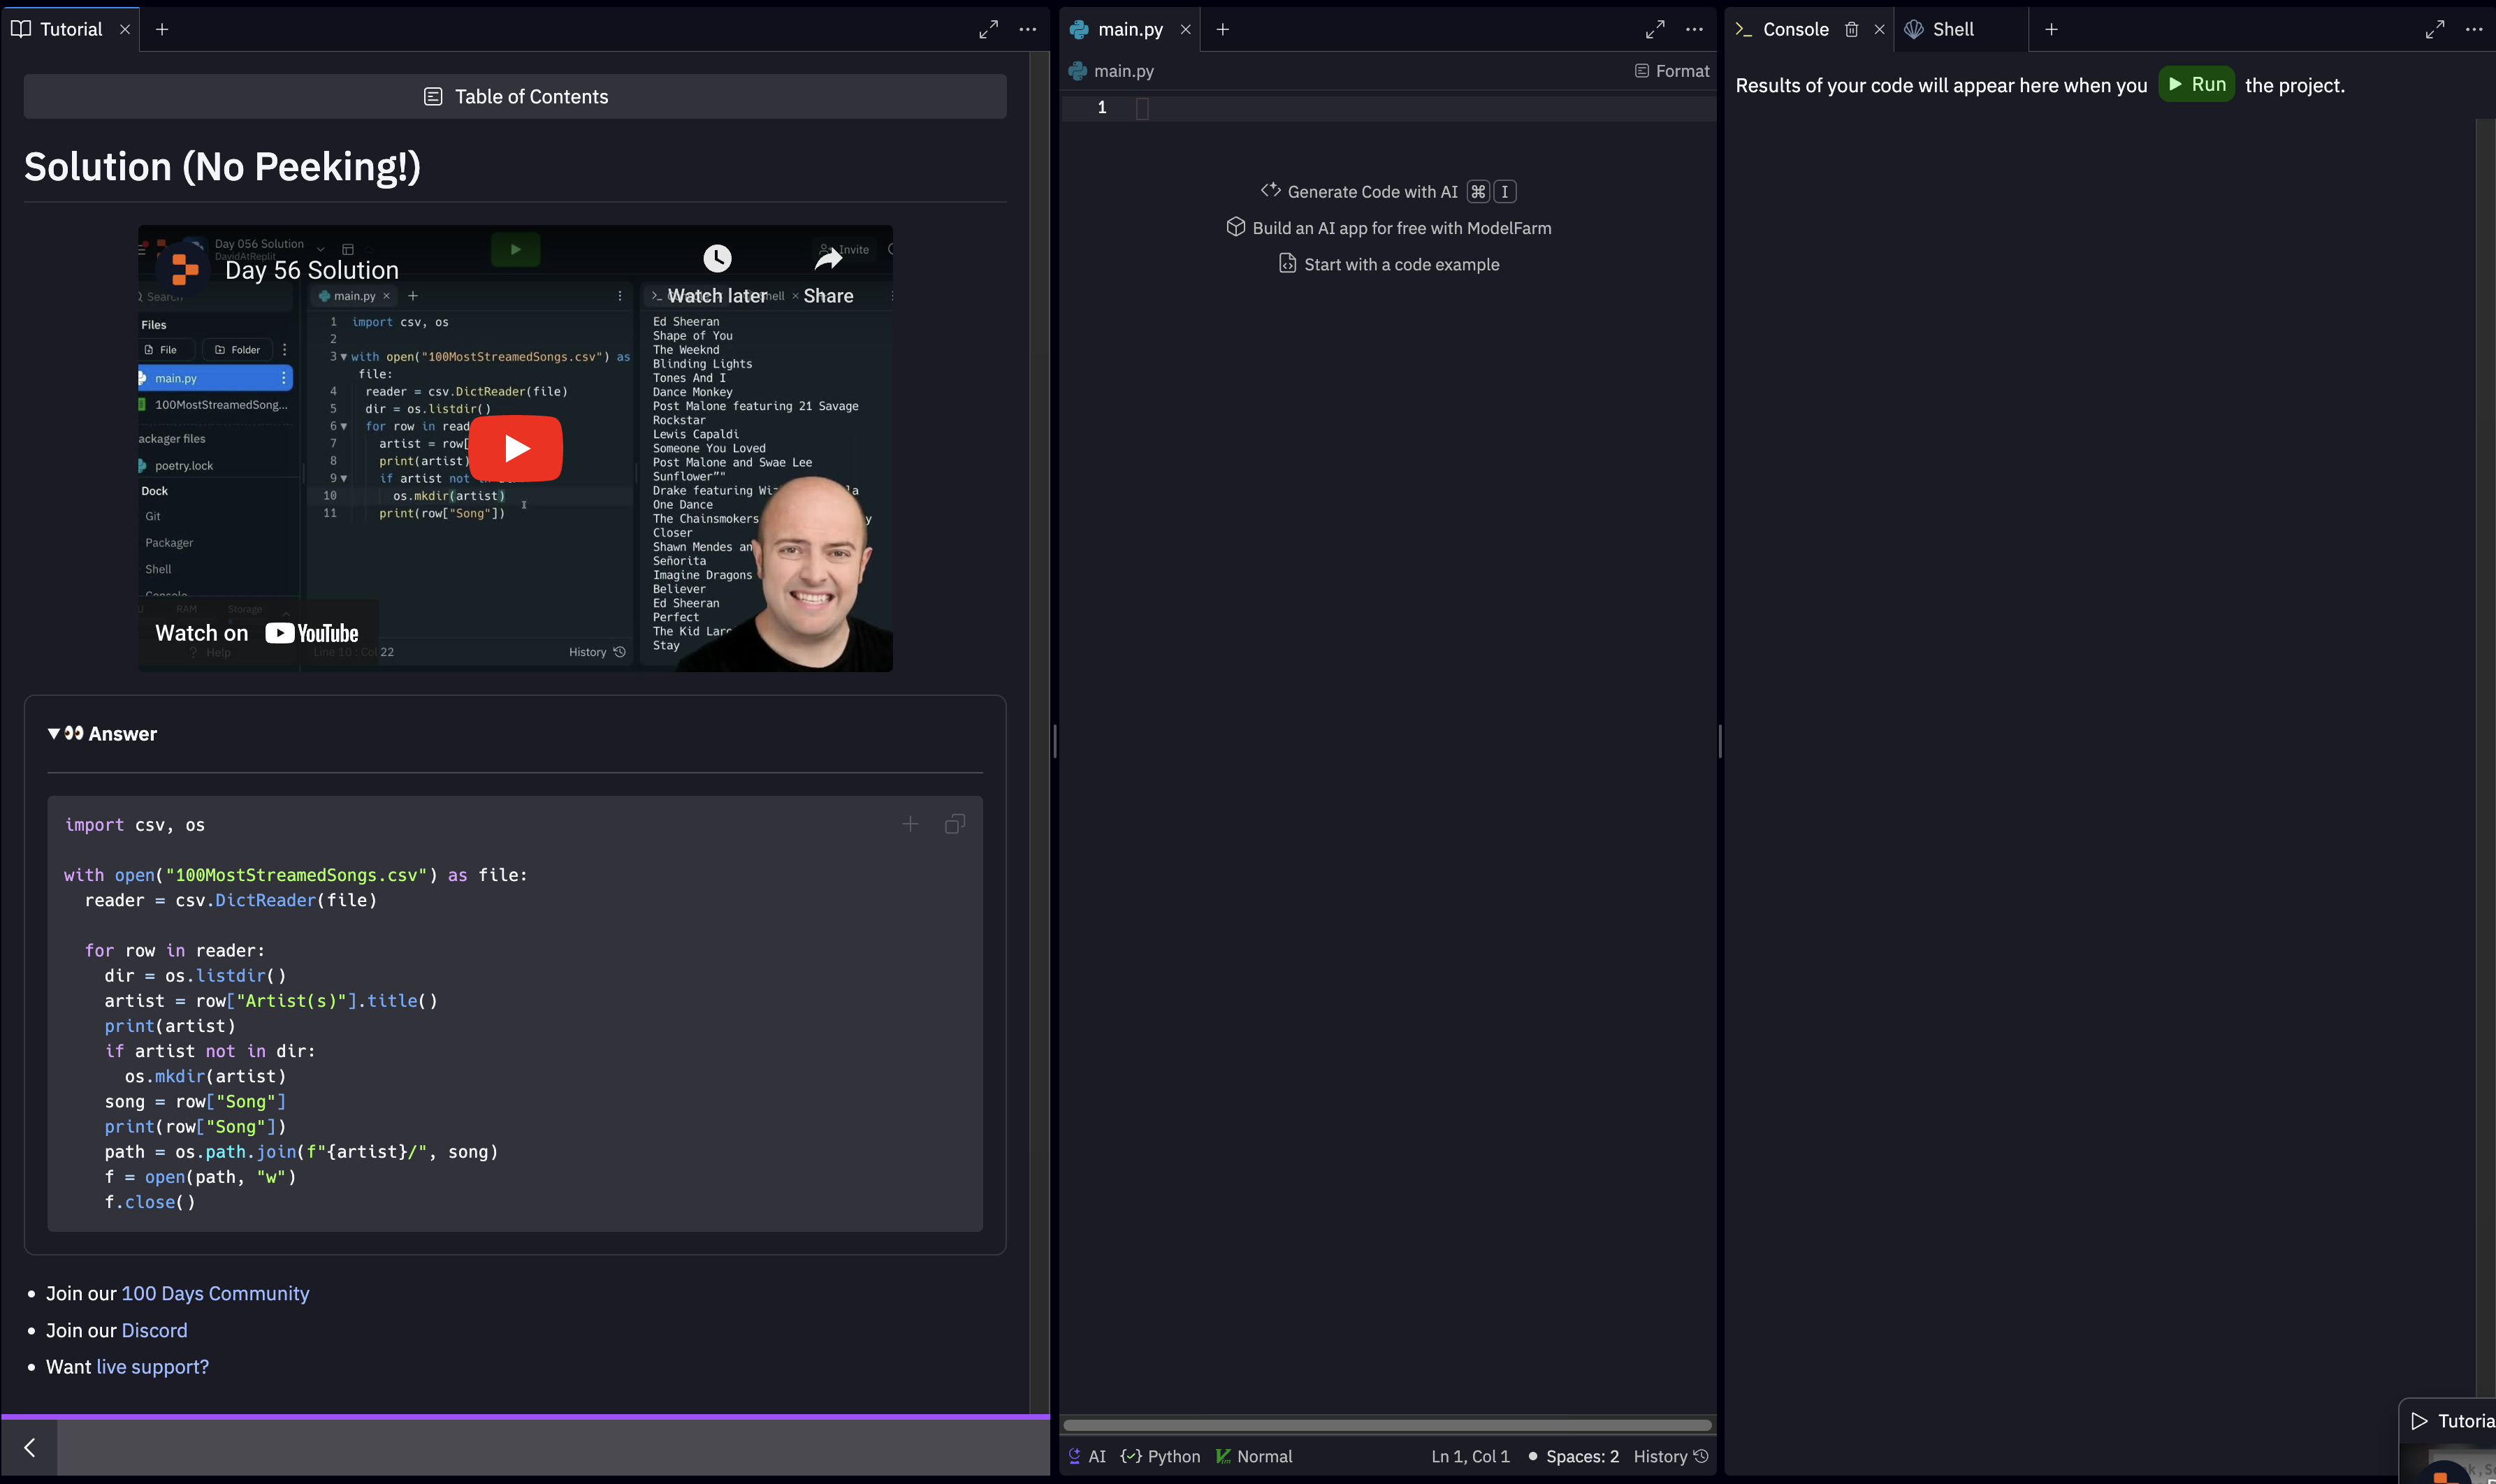 Tutorial
Table of Contents
Solution (No Peeking!)
Day 056 Solution
DavidAtReplit
Invite
Day 56 Solution
Watch later
Share
Search
main.py
Files
File
Folder
main.py
100MostStreamedSong...
ackager files
poetry.lock
Dock
Git
Packager
Shell
Console
RAM
Storage
Help
1 import csv, os
2
3 with open("100MostStreamedSongs.csv") as
file:
4 reader = csv.DictReader(file)
5 dir = os.listdir()
6 for row in read
7 artist = row[
8 print(artist)
9 if artist not
10 os.mkdir(artist)
11 print(row["Song"])
Line 10 : Col 22
History
Ed Sheeran
Shape of You
The Weeknd
Blinding Lights
Tones And I
Dance Monkey
Post Malone featuring 21 Savage
Rockstar
Lewis Capaldi
Someone You Loved
Post Malone and Swae Lee
Sunflower""
Drake featuring
One Dance
The Chainsmokers
Closer
Shawn Mendes an
Señorita
Imagine Dragons
Believer
Ed Sheeran
Perfect
The Kid Laro
Stay
Watch on YouTube
▼👀 Answer
import csv, os
with open("100MostStreamedSongs.csv") as file:
reader = csv.DictReader(file)
for row in reader:
dir = os.listdir()
artist = row["Artist(s)"].title()
print(artist)
if artist not in dir:
os.mkdir(artist)
song = row["Song"]
print(row["Song"])
path = os.path.join(f"{artist}/", song)
f = open(path, "w")
f.close()
• Join our 100 Days Community
• Join our Discord
• Want live support?
main.py
main.py
Format
1
Generate Code with AI ⌘ I
Build an AI app for free with ModelFarm
Start with a code example
AI
Python
Normal
Ln 1, Col 1
Spaces: 2
History
Console
Shell
Results of your code will appear here when you Run the project.
Tutoria